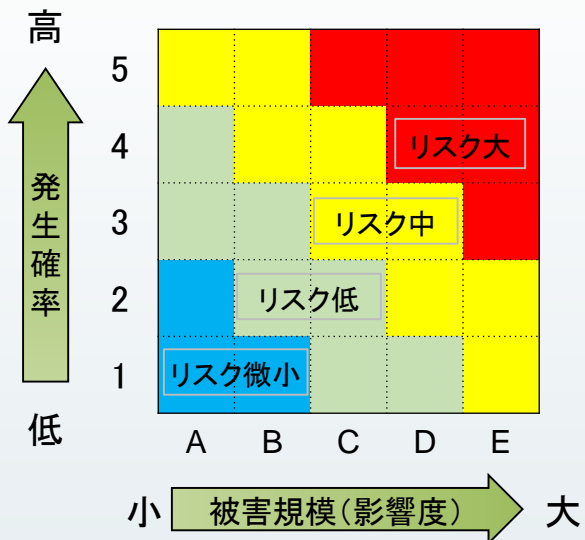 高
発生確率
低
5
4
3
2
1
リスク大
リスク中
リスク低
リスク微小
A B C D E
小 被害規模(影響度) 大